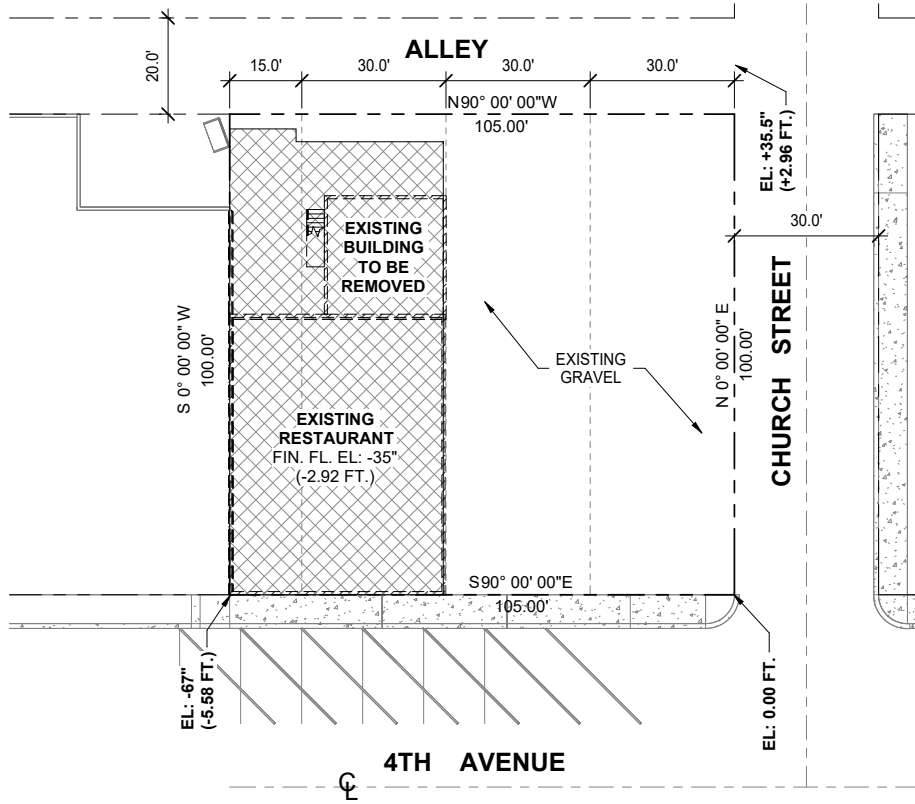 ALLEY
20.0'
15.0'
30.0'
30.0'
30.0'
N90° 00' 00"W
105.00'
EL: +35.5"
(+2.96 FT.)
30.0'
EXISTING
BUILDING
TO BE
REMOVED
S 0° 00' 00" W
100.00'
EXISTING
GRAVEL
N 0° 00' 00" E
100.00'
CHURCH STREET
EXISTING
RESTAURANT
FIN. FL. EL: -35"
(-2.92 FT.)
S90° 00' 00"E
105.00'
EL: -67"
(-5.58 FT.)
EL: 0.00 FT.
4TH AVENUE
CL